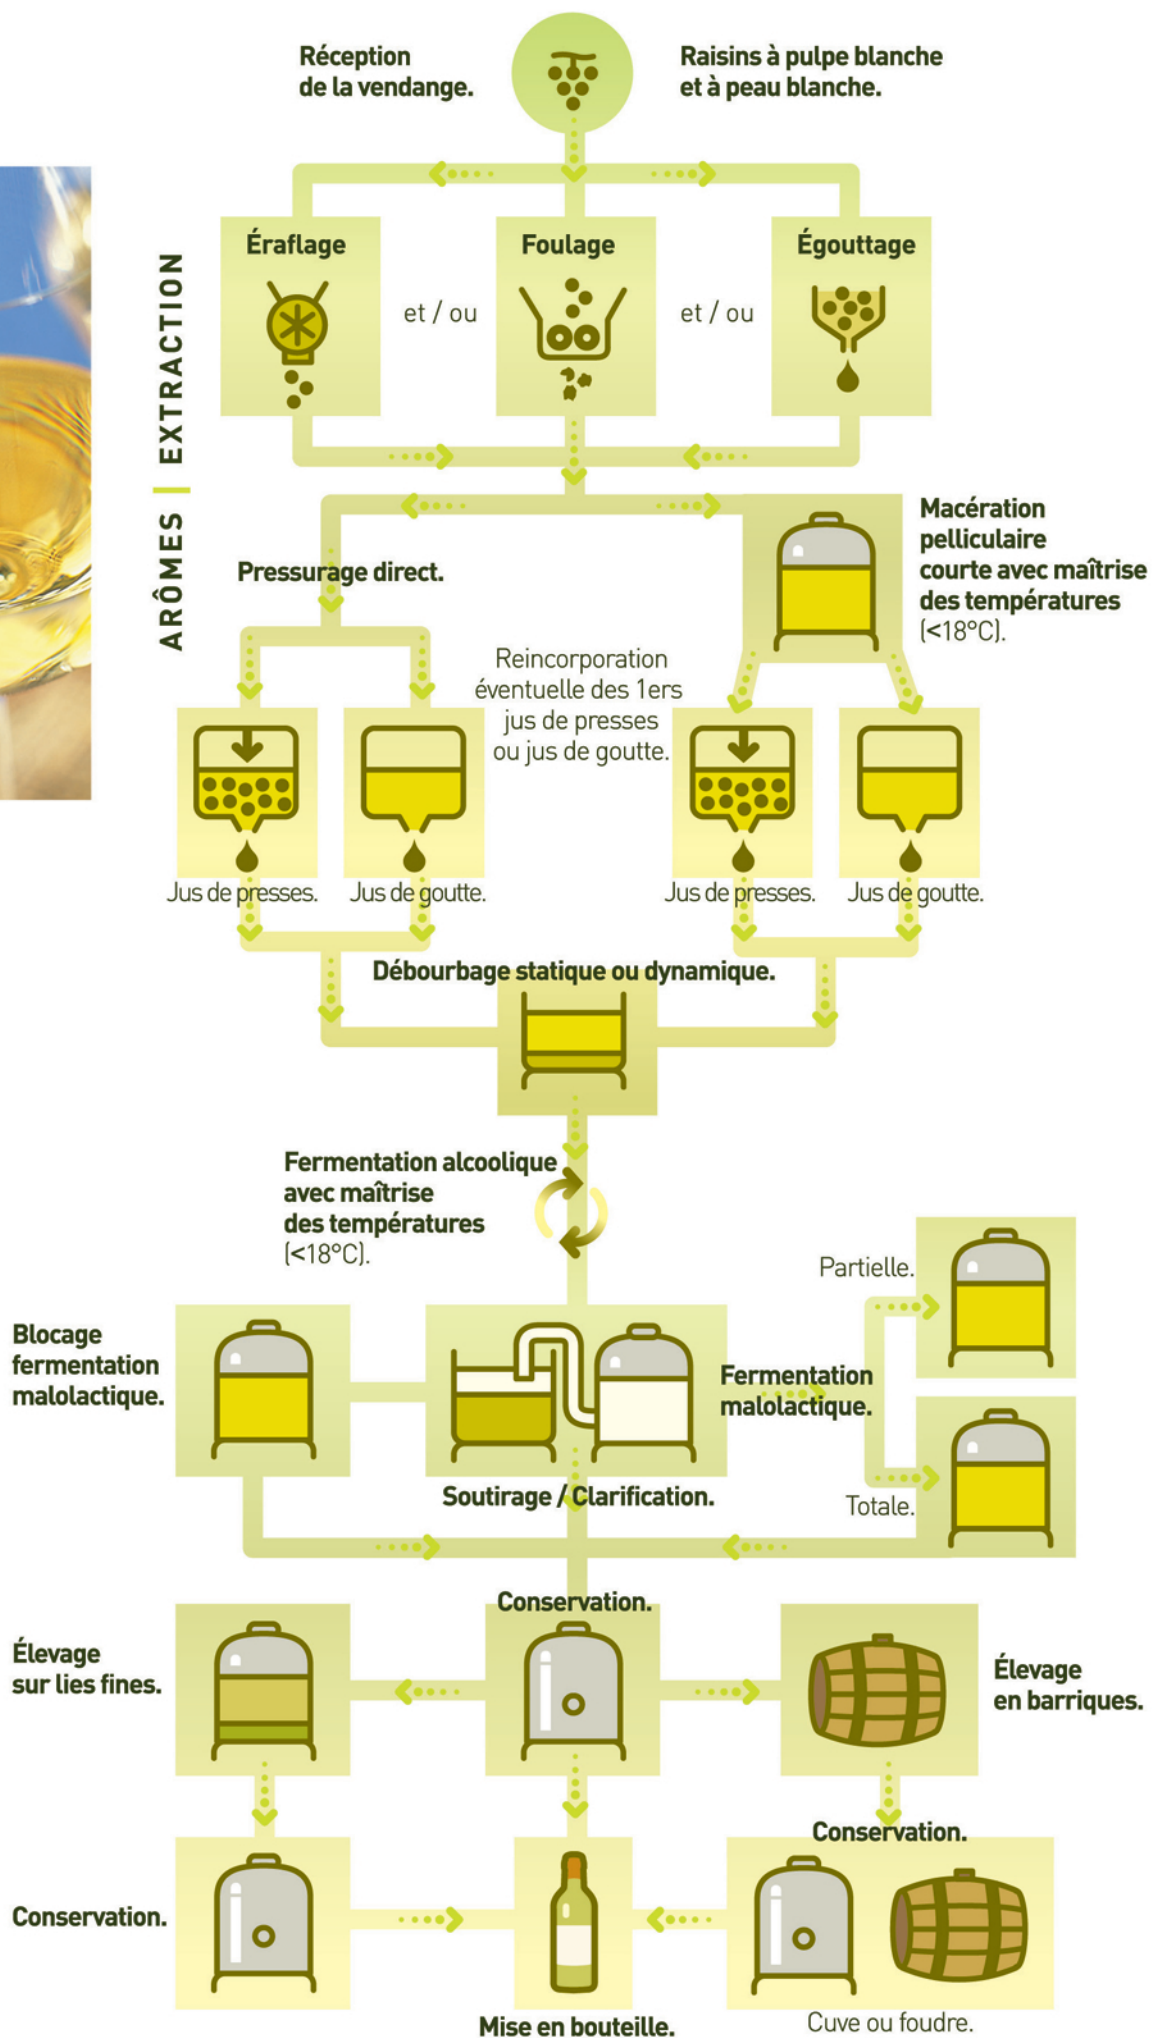 Réception
de la vendange.
Raisins à pulpe blanche
et à peau blanche.
ARÔMES | EXTRACTION
Éraflage
et / ou
Foulage
et / ou
Égouttage
Macération
pelliculaire
courte avec maîtrise
des températures
(<18°C).
Pressurage direct.
Reincorporation
éventuelle des 1ers
jus de presses
ou jus de goutte.
Jus de presses.
Jus de goutte.
Jus de presses.
Jus de goutte.
Débourbage statique ou dynamique.
Fermentation alcoolique
avec maîtrise
des températures
(<18°C).
Partielle.
Blocage
fermentation
malolactique.
Fermentation
malolactique.
Soutirage / Clarification.
Totale.
Conservation.
Élevage
sur lies fines.
Élevage
en barriques.
Conservation.
Conservation.
Mise en bouteille.
Cuve ou foudre.